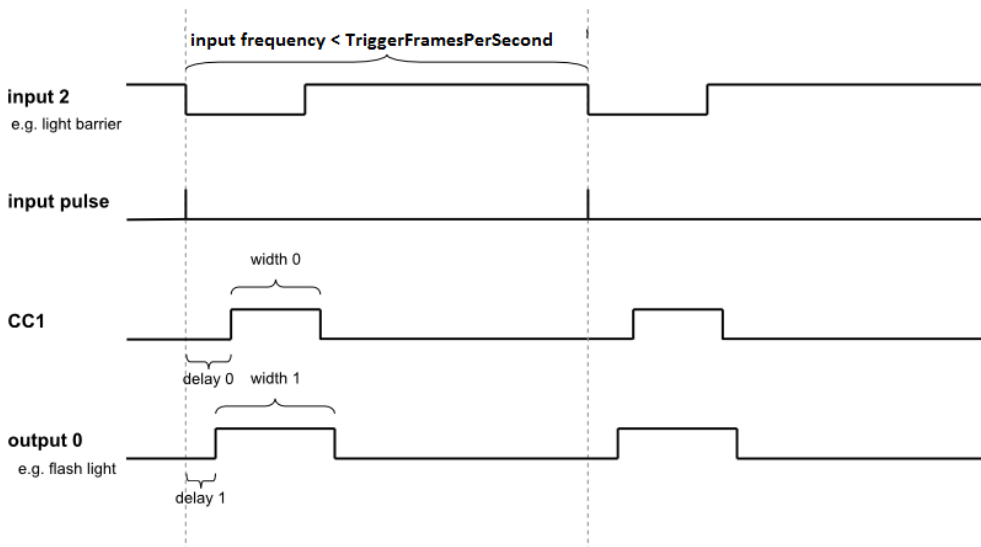 input frequency < TriggerFramesPerSecond
input 2
e.g. light barrier
input pulse
width 0
CC1
delay 0
width 1
output 0
e.g. flash light
delay 1